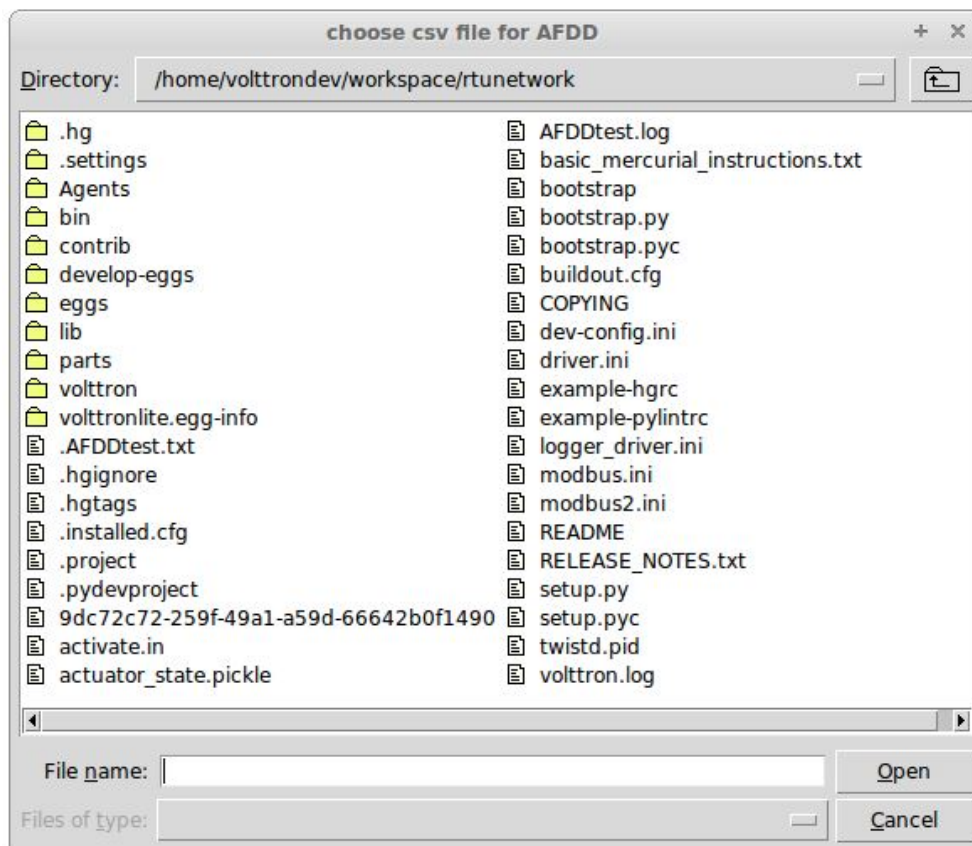 choose csv file for AFDD
Directory: /home/volttrondev/workspace/rtunetwork
.hg
.settings
Agents
bin
contrib
develop-eggs
eggs
lib
parts
volttron
volttronlite.egg-info
.AFDDtest.txt
.hgignore
.hgtags
.installed.cfg
.project
.pydevproject
9dc72c72-259f-49a1-a59d-66642b0f1490
activate.in
actuator_state.pickle
AFDDtest.log
basic_mercurial_instructions.txt
bootstrap
bootstrap.py
bootstrap.pyc
buildout.cfg
COPYING
dev-config.ini
driver.ini
example-hgrc
example-pylintrc
logger_driver.ini
modbus.ini
modbus2.ini
README
RELEASE_NOTES.txt
setup.py
setup.pyc
twistd.pid
volttron.log
File name: Open
Files of type: Cancel